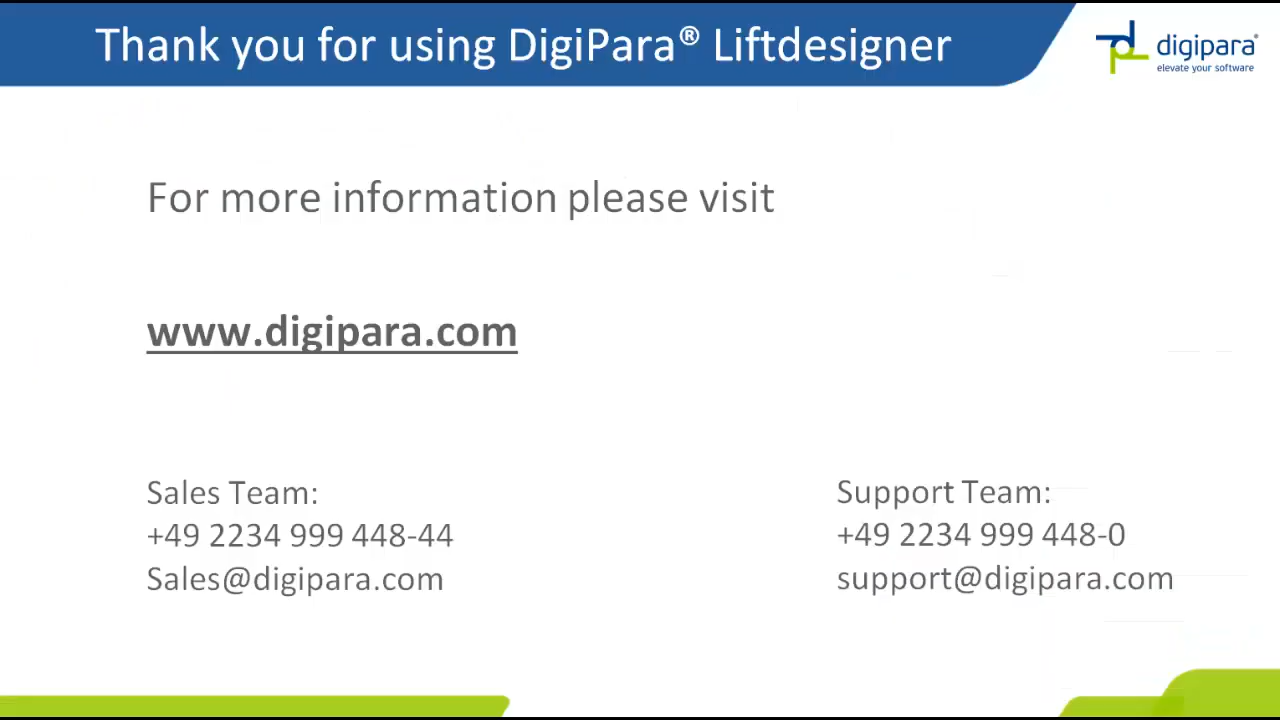 Thank you for using DigiPara® Liftdesigner
digipara®
elevate your software
For more information please visit
www.digipara.com
Sales Team:
+49 2234 999 448-44
Sales@digipara.com
Support Team:
+49 2234 999 448-0
support@digipara.com